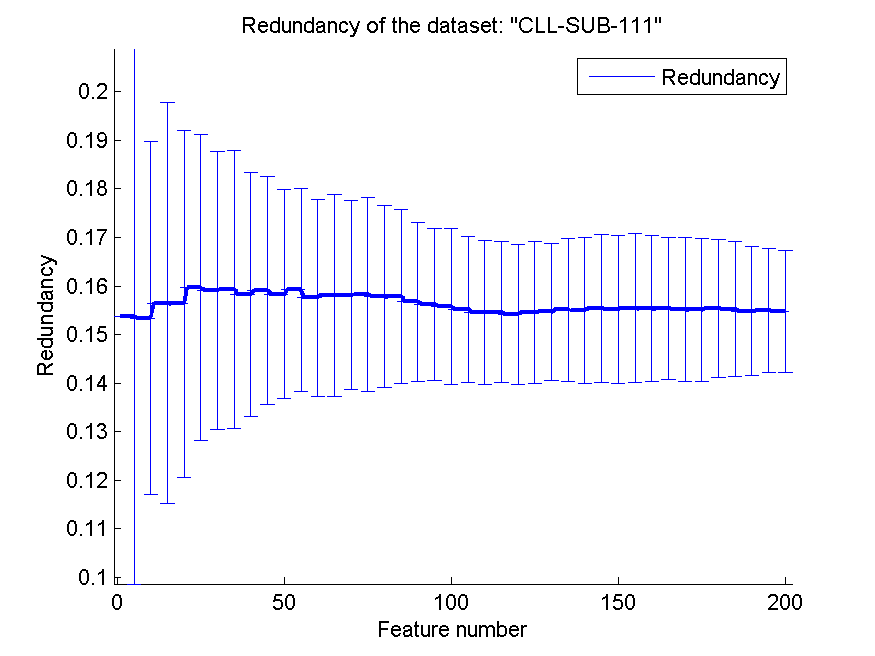 Redundancy of the dataset: "CLL-SUB-111"
Redundancy
0.2
0.19
0.18
0.17
0.16
0.15
0.14
0.13
0.12
0.11
0.1
Redundancy
0 50 100 150 200
Feature number